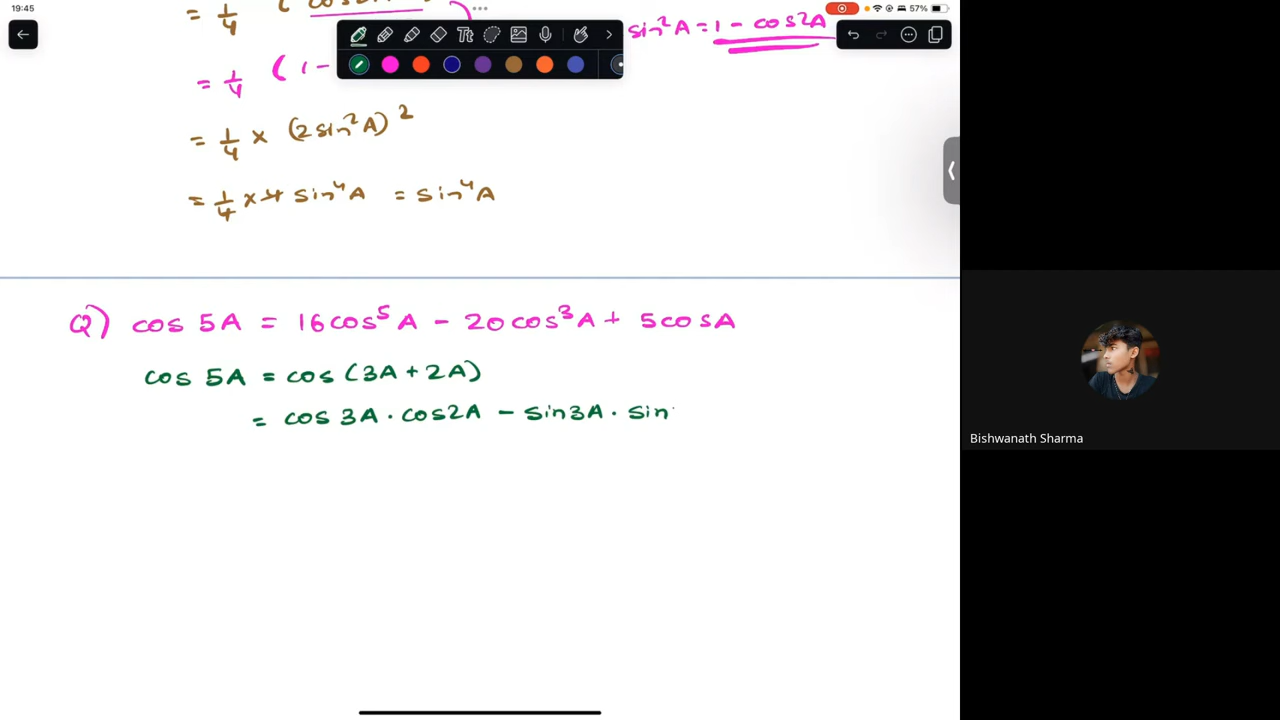 19:45
57%
= 1/4
sin²A = 1 - cos2A
= 1/4 (1 -
= 1/4 × (2sin²A)²
= 1/4 × 4 sin⁴A = sin⁴A
Q) cos 5A = 16cos⁵A - 20cos³A + 5cosA
cos 5A = cos (3A + 2A)
= cos 3A · cos2A - sin3A · sin
Bishwanath Sharma